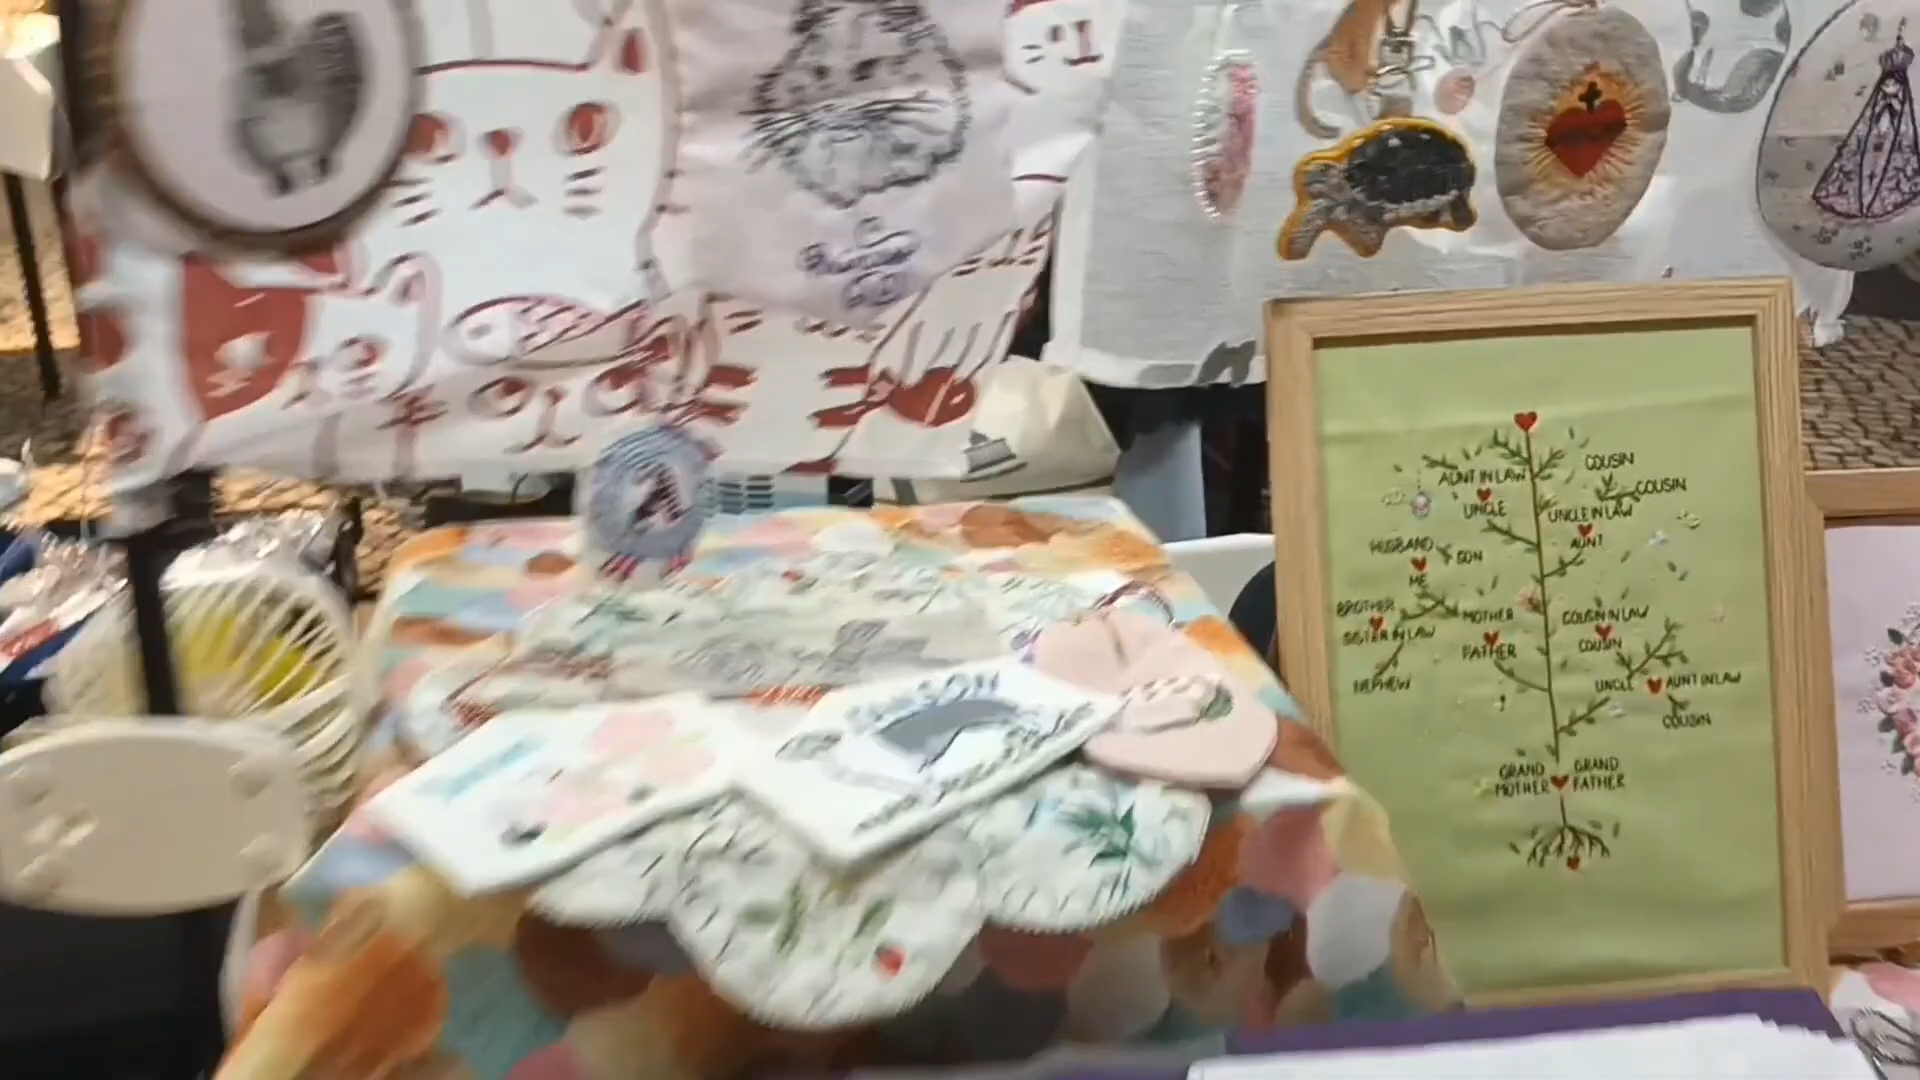 COUSIN
AUNT IN LAW
COUSIN
UNCLE
UNCLE IN LAW
AUNT
HUSBAND
SON
ME
BROTHER
MOTHER
COUSIN IN LAW
SISTER IN LAW
FATHER
COUSIN
NEPHEW
UNCLE
AUNT IN LAW
COUSIN
GRAND
MOTHER
GRAND
FATHER